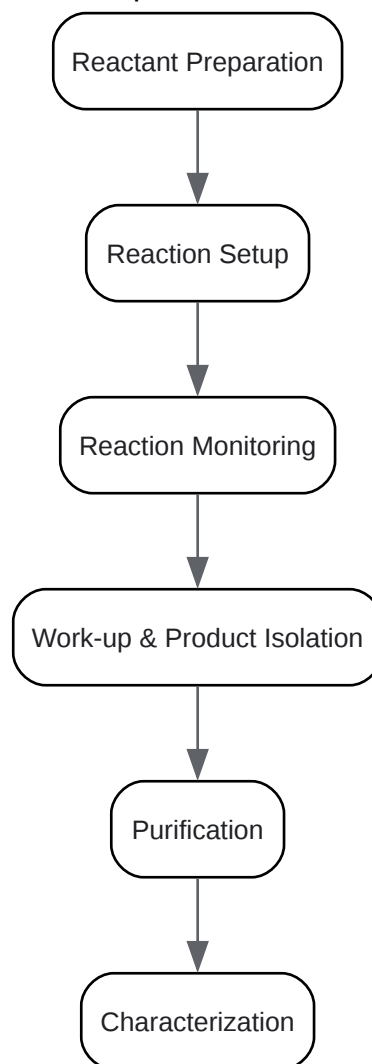 Reactant Preparation
Reaction Setup
Reaction Monitoring
Work-up & Product Isolation
Purification
Characterization